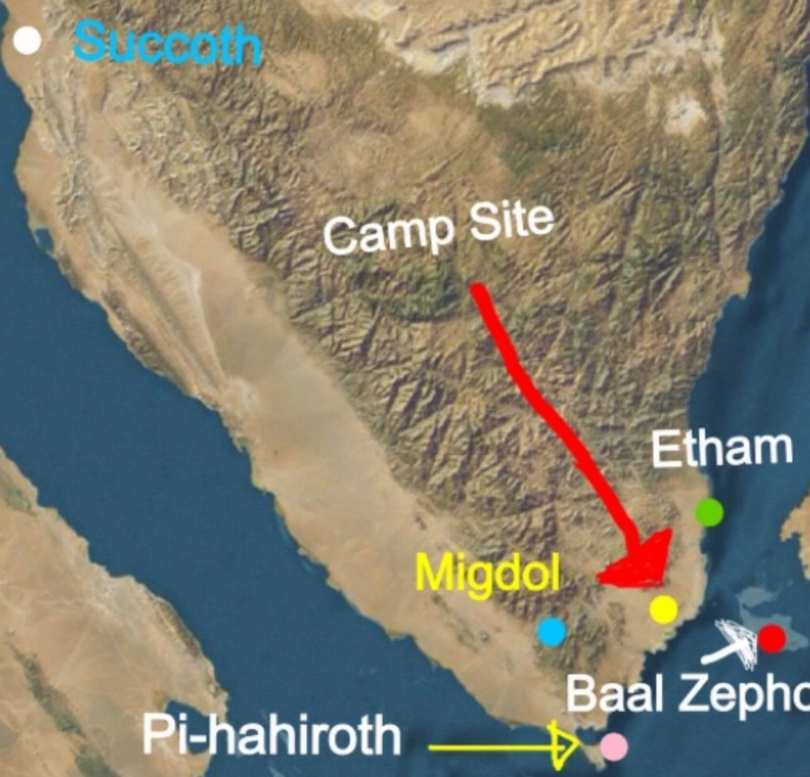 Succoth
Camp Site
Etham
Migdol
Baal Zepho
Pi-hahiroth